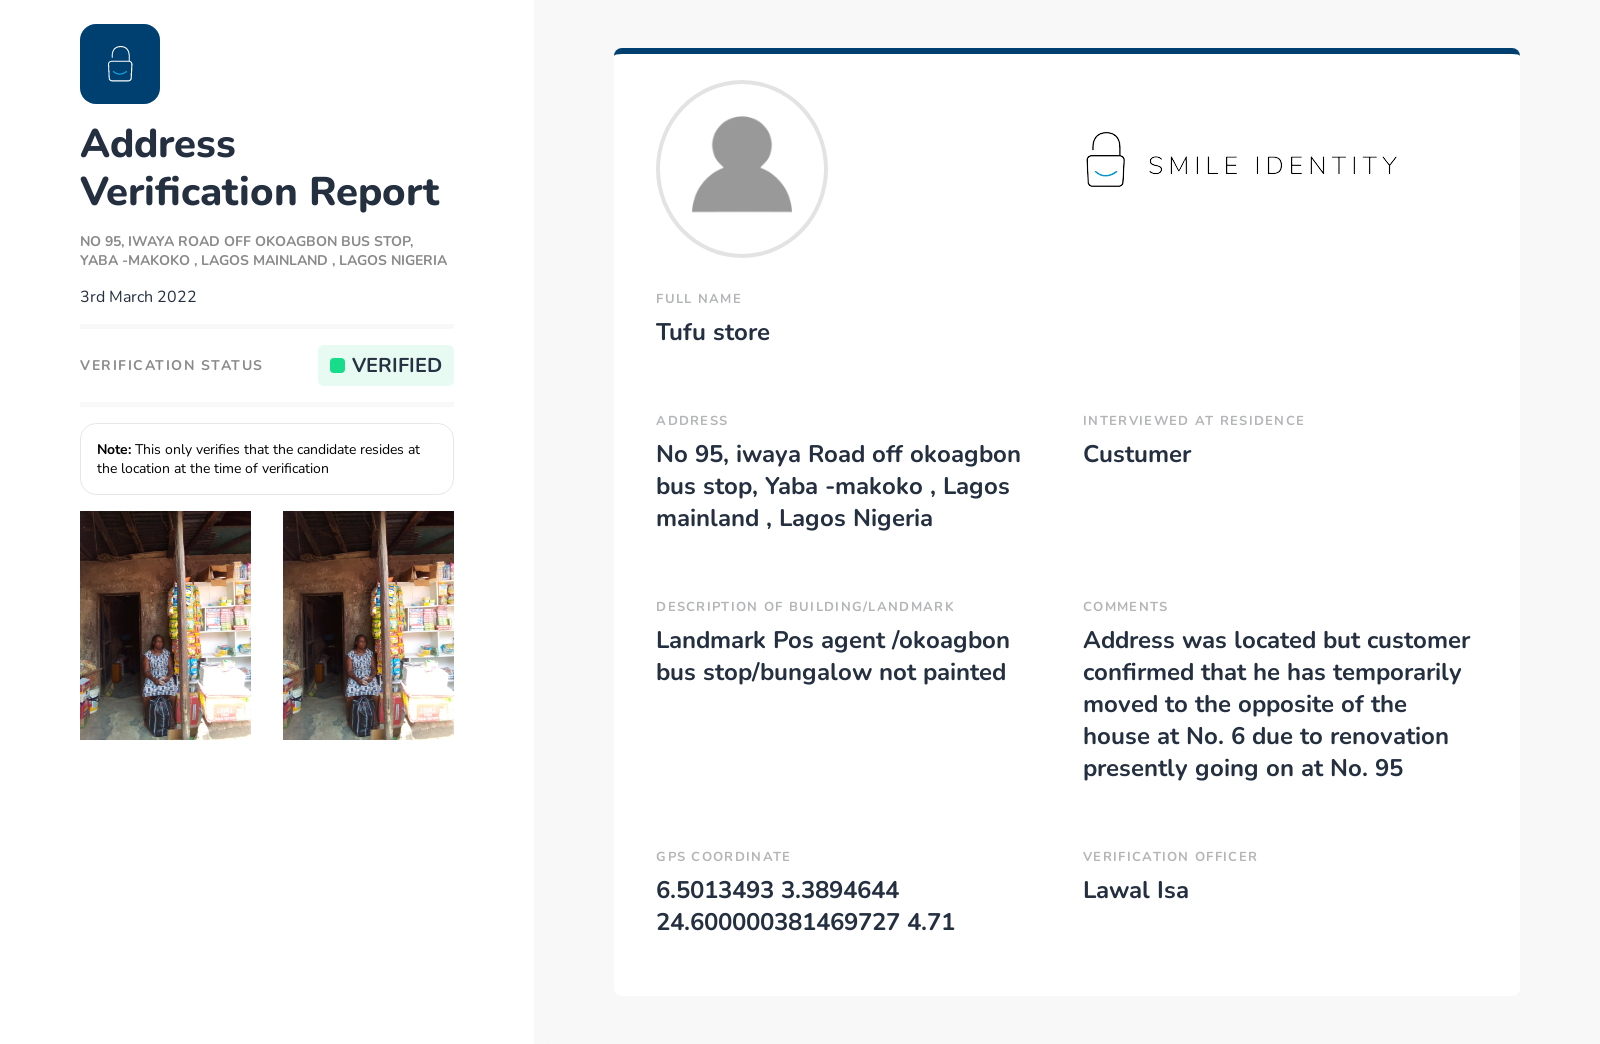 Address
Verification Report
NO 95, IWAYA ROAD OFF OKOAGBON BUS STOP,
YABA -MAKOKO , LAGOS MAINLAND , LAGOS NIGERIA
3rd March 2022
VERIFICATION STATUS
VERIFIED
Note: This only verifies that the candidate resides at
the location at the time of verification
SMILE IDENTITY
FULL NAME
Tufu store
ADDRESS
No 95, iwaya Road off okoagbon
bus stop, Yaba -makoko , Lagos
mainland , Lagos Nigeria
INTERVIEWED AT RESIDENCE
Custumer
DESCRIPTION OF BUILDING/LANDMARK
Landmark Pos agent /okoagbon
bus stop/bungalow not painted
COMMENTS
Address was located but customer
confirmed that he has temporarily
moved to the opposite of the
house at No. 6 due to renovation
presently going on at No. 95
GPS COORDINATE
6.5013493 3.3894644
24.600000381469727 4.71
VERIFICATION OFFICER
Lawal Isa